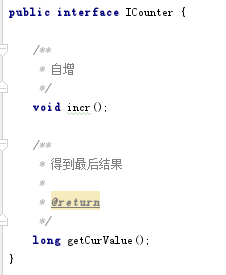 public interface ICounter {
/**
* 自增
*/
void incr();
/**
* 得到最后结果
*
* @return
*/
long getCurValue();
}